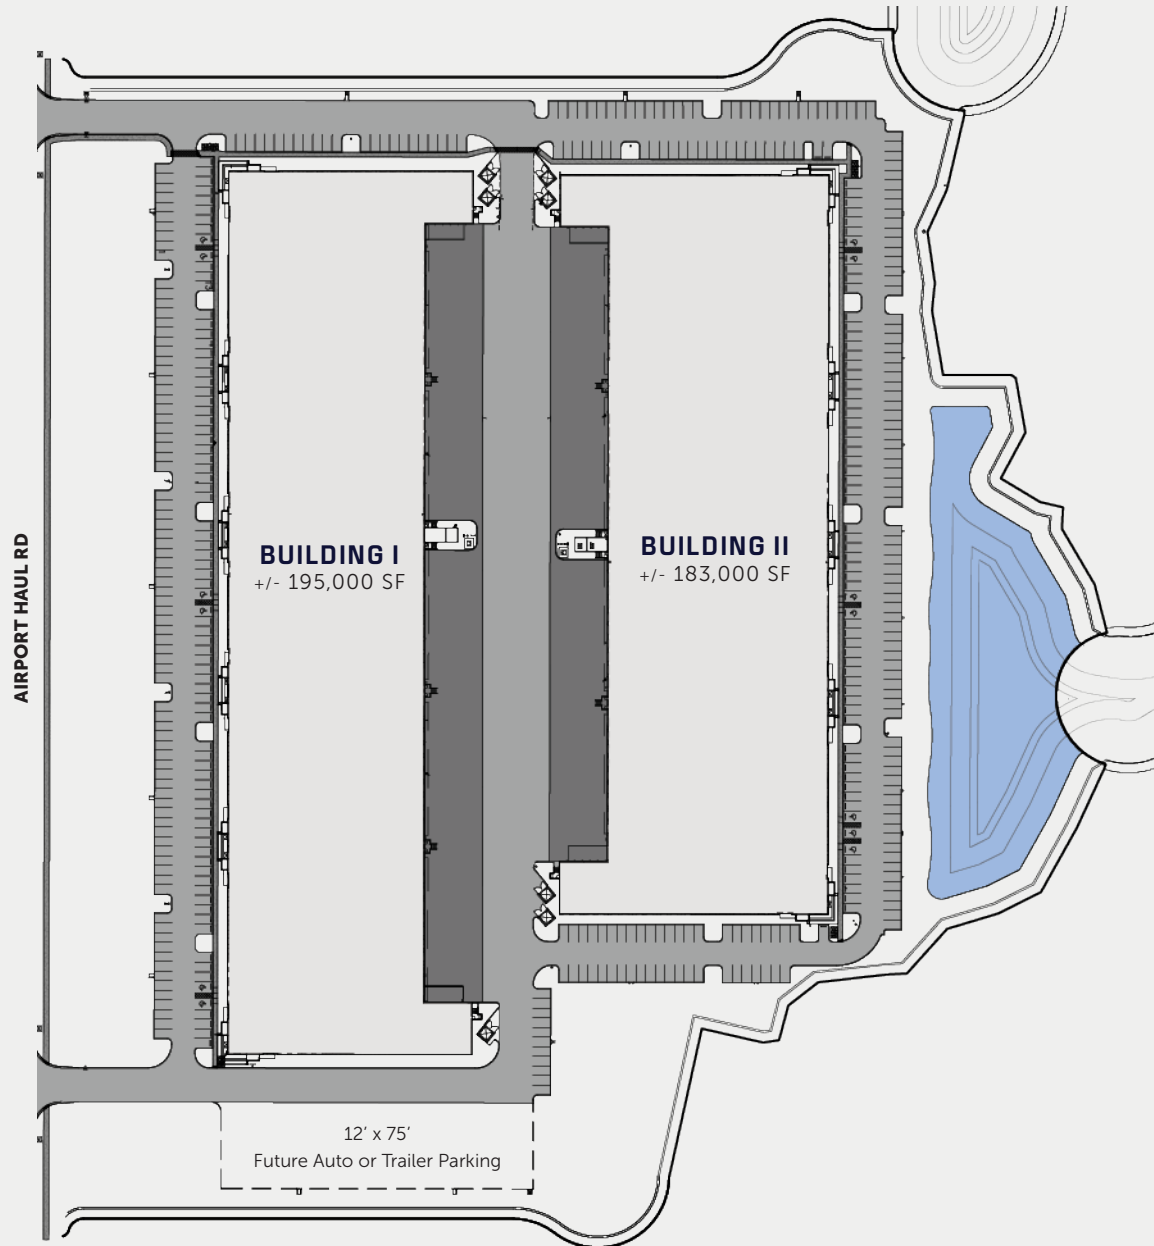 AIRPORT HAUL RD
BUILDING I
+/- 195,000 SF
BUILDING II
+/- 183,000 SF
12’ x 75’
Future Auto or Trailer Parking